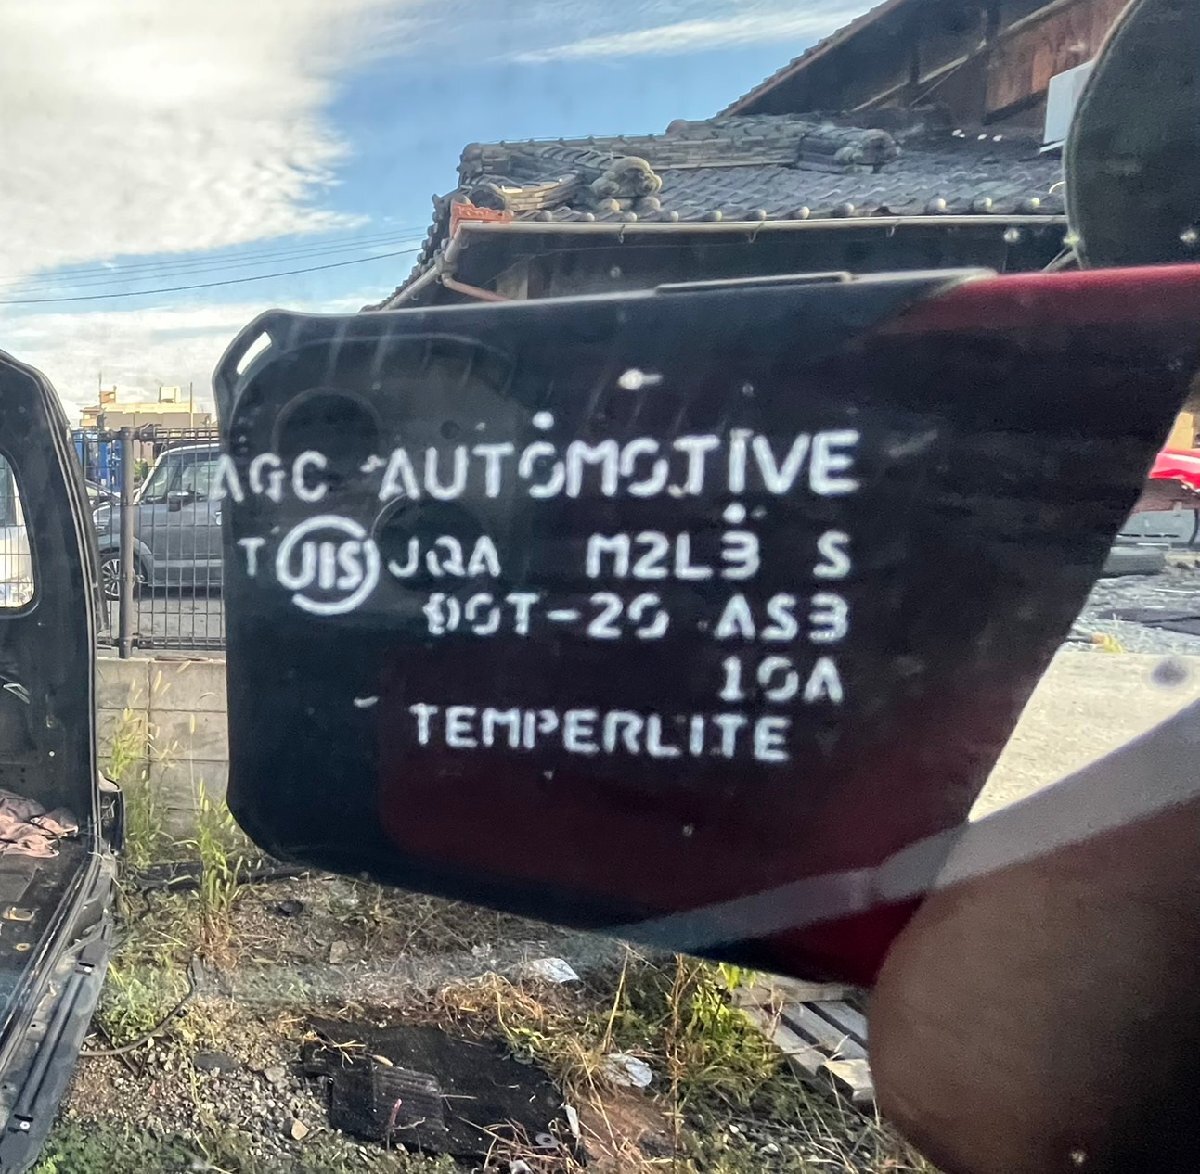 AGC AUTOMOTIVE
T JIS JQA M2L3 S
DOT-20 AS3
10A
TEMPERLITE